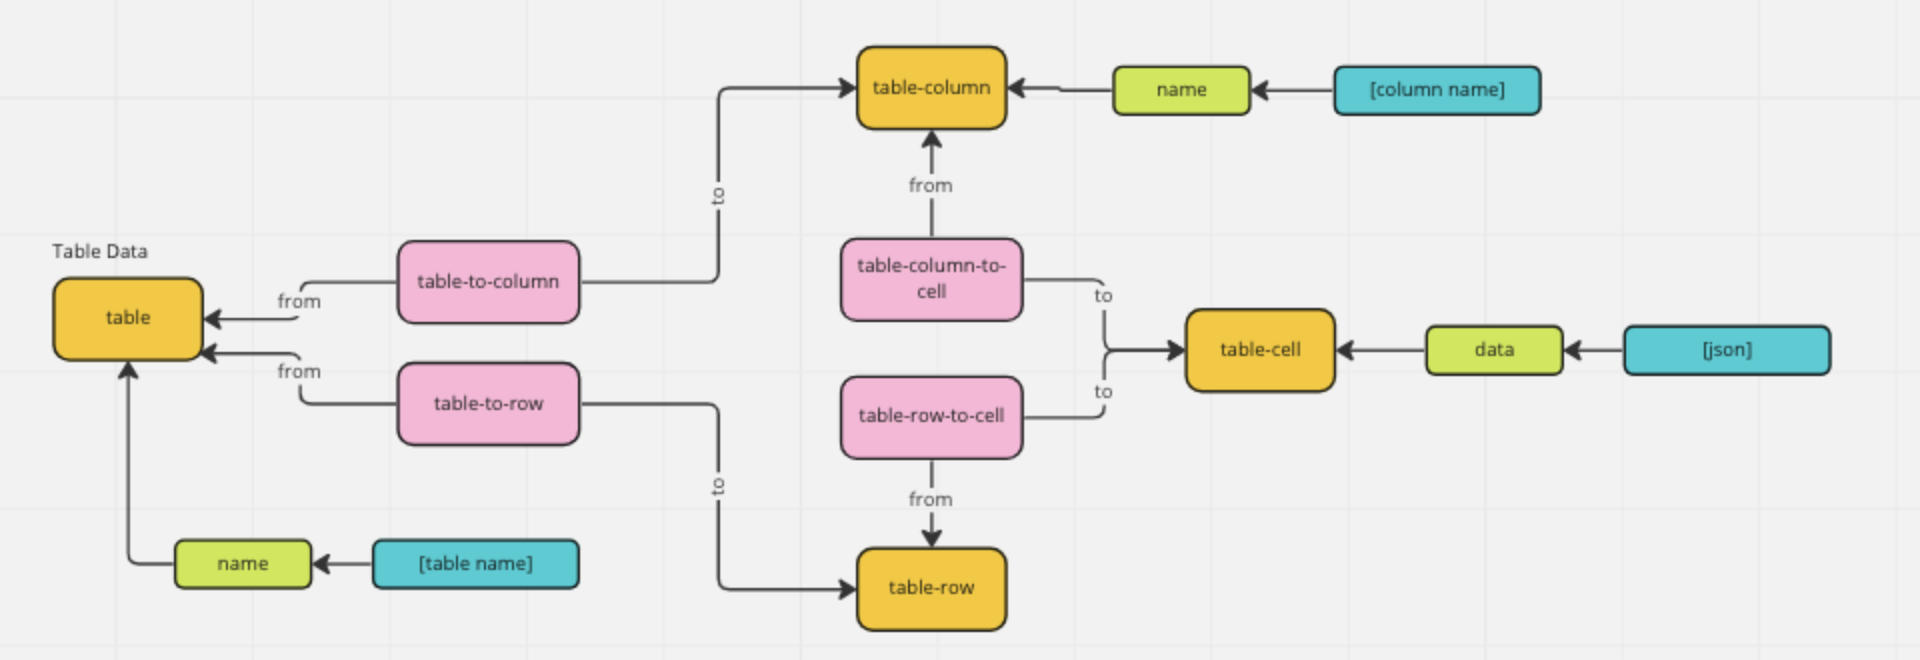 table-column
name
[column name]
from
to
Table Data
table-to-column
table-column-to-
cell
from
to
table
table-cell
data
[json]
from
to
table-to-row
table-row-to-cell
to
from
name
[table name]
table-row